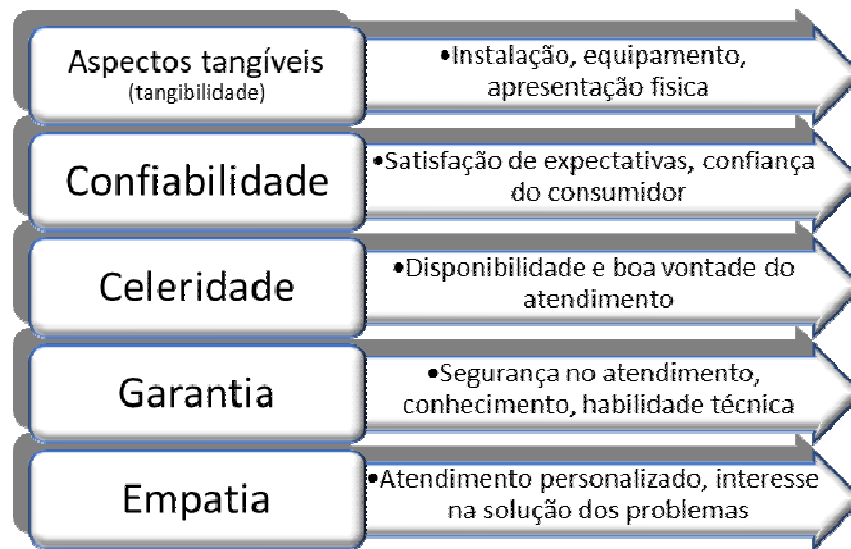 Aspectos tangíveis
(tangibilidade)
•Instalação, equipamento,
apresentação fisica
Confiabilidade
•Satisfação de expectativas, confiança
do consumidor
Celeridade
•Disponibilidade e boa vontade do
atendimento
Garantia
•Segurança no atendimento,
conhecimento, habilidade técnica
Empatia
•Atendimento personalizado, interesse
na solução dos problemas